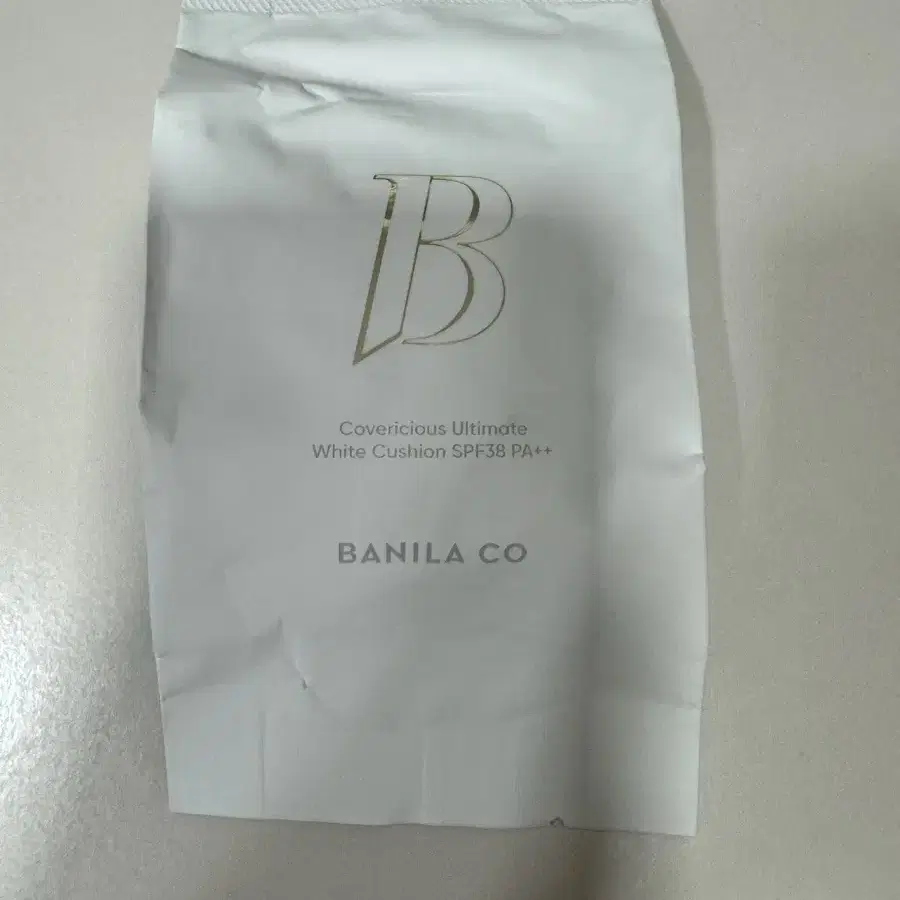 B
Covericious Ultimate
White Cushion SPF38 PA++
BANILA CO